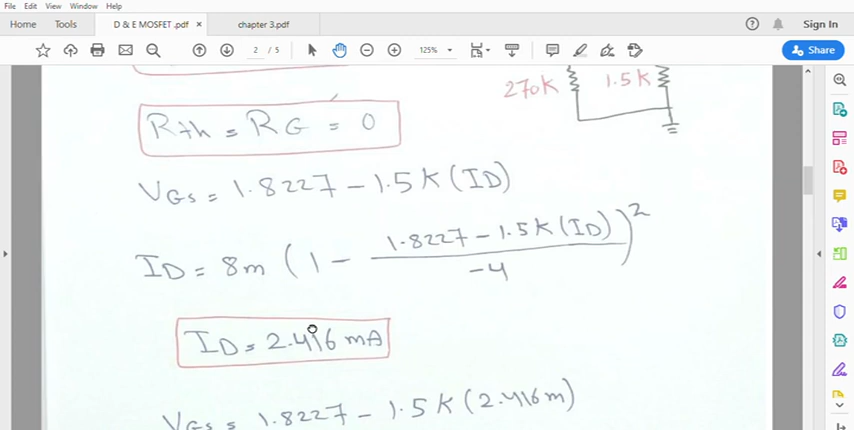 File Edit View Window Help
Home Tools D & E MOSFET .pdf × chapter 3.pdf Sign In
2 / 5 125% Share
270K 1.5K
Rth = RG = 0
VGS = 1.8227 - 1.5K (ID)
ID = 8m (1 - (1.8227 - 1.5K (ID)) / -4)²
ID = 2.416 mA
VGS = 1.8227 - 1.5K (2.416m)